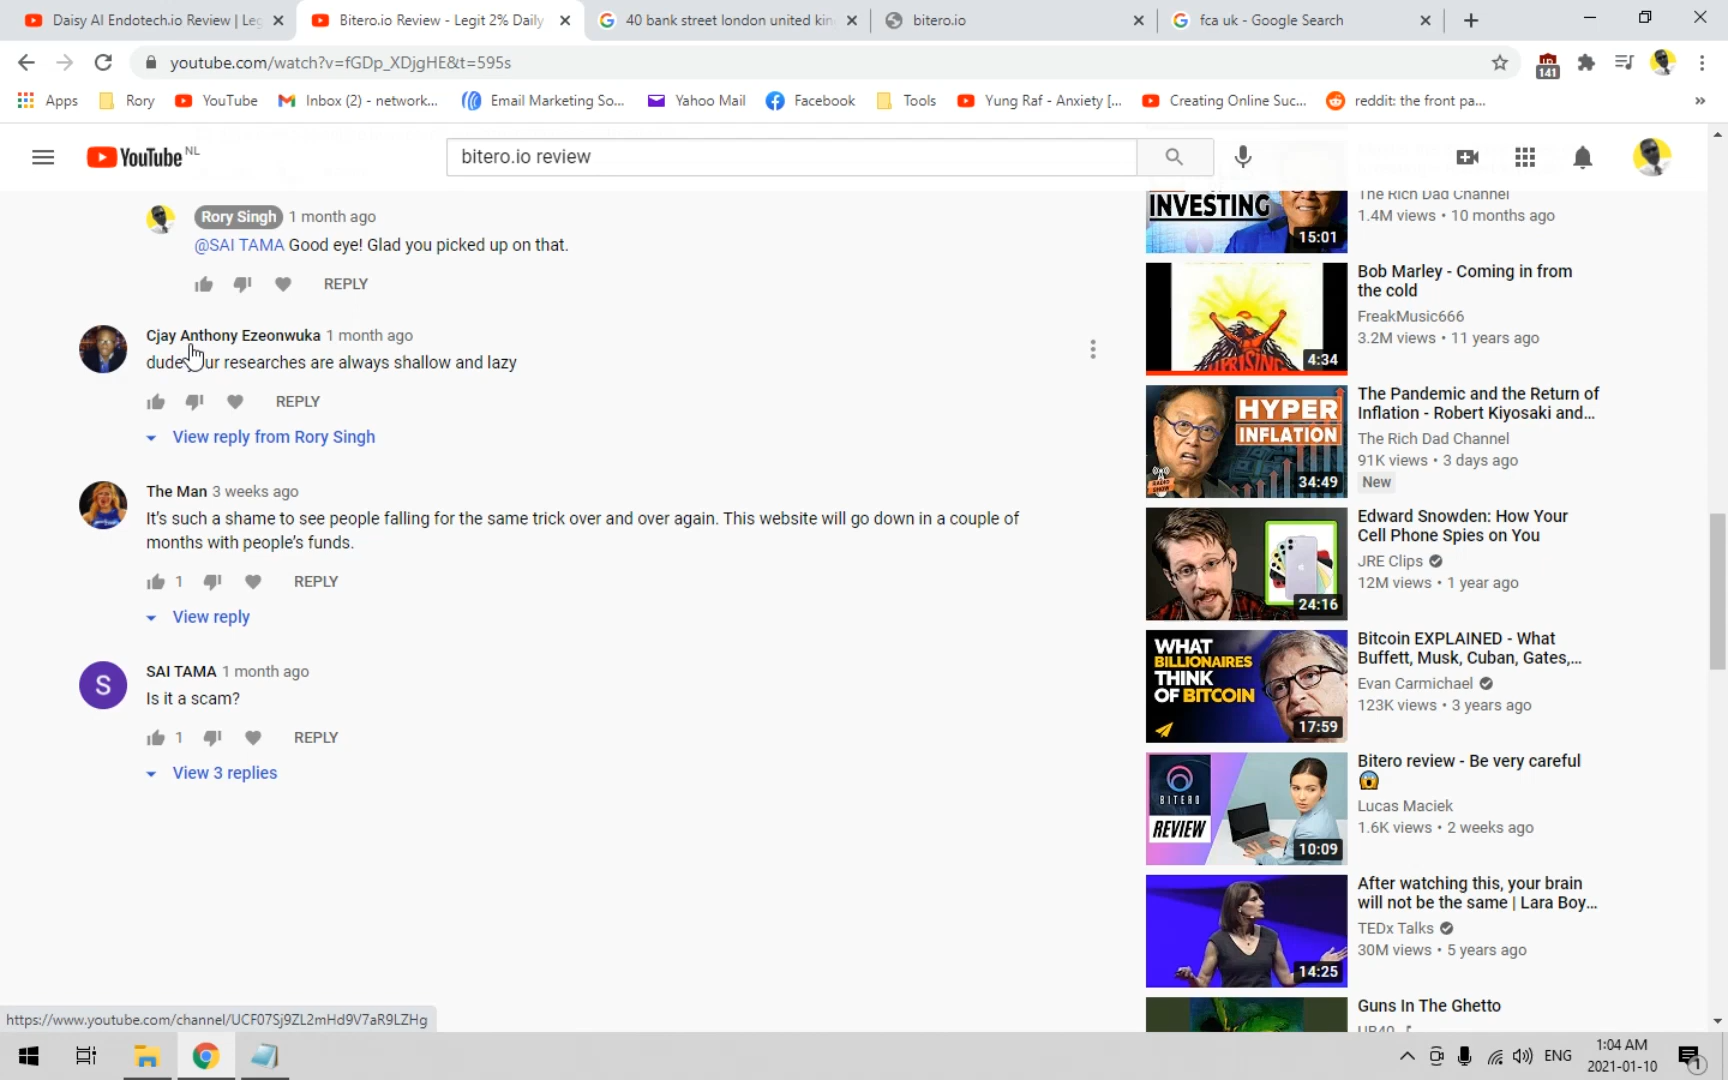 Daisy AI Endotech.io Review | Leg
Bitero.io Review - Legit 2% Daily
40 bank street london united kin
bitero.io
fca uk - Google Search
youtube.com/watch?v=fGDp_XDjgHE&t=595s
141
Apps
Rory
YouTube
Inbox (2) - network...
Email Marketing So...
Yahoo Mail
Facebook
Tools
Yung Raf - Anxiety [...
Creating Online Suc...
reddit: the front pa...
YouTube NL
bitero.io review
Rory Singh 1 month ago
@SAI TAMA Good eye! Glad you picked up on that.
REPLY
Cjay Anthony Ezeonwuka 1 month ago
dude ur researches are always shallow and lazy
REPLY
View reply from Rory Singh
The Man 3 weeks ago
It's such a shame to see people falling for the same trick over and over again. This website will go down in a couple of
months with people's funds.
1 REPLY
View reply
S
SAI TAMA 1 month ago
Is it a scam?
1 REPLY
View 3 replies
INVESTING
15:01
The Rich Dad Channel
1.4M views • 10 months ago
UPRISING
4:34
Bob Marley - Coming in from
the cold
FreakMusic666
3.2M views • 11 years ago
HYPER
INFLATION
RADIO
SHOW
34:49
The Pandemic and the Return of
Inflation - Robert Kiyosaki and...
The Rich Dad Channel
91K views • 3 days ago
New
24:16
Edward Snowden: How Your
Cell Phone Spies on You
JRE Clips
12M views • 1 year ago
WHAT
BILLIONAIRES
THINK
OF BITCOIN
17:59
Bitcoin EXPLAINED - What
Buffett, Musk, Cuban, Gates,...
Evan Carmichael
123K views • 3 years ago
BITERO
REVIEW
10:09
Bitero review - Be very careful
😱
Lucas Maciek
1.6K views • 2 weeks ago
14:25
After watching this, your brain
will not be the same | Lara Boy...
TEDx Talks
30M views • 5 years ago
Guns In The Ghetto
UB40
https://www.youtube.com/channel/UCF07Sj9ZL2mHd9V7aR9LZHg
ENG
1:04 AM
2021-01-10
1